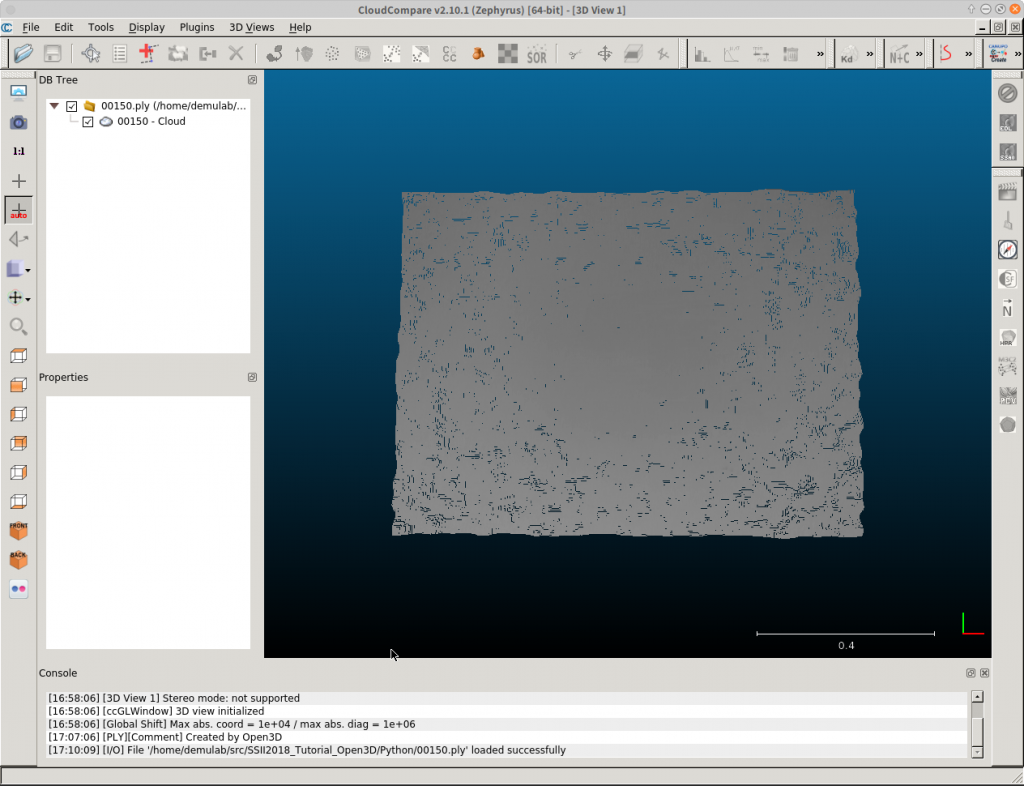 CloudCompare v2.10.1 (Zephyrus) [64-bit] - [3D View 1]
File Edit Tools Display Plugins 3D Views Help
SOR Kd N+C
DB Tree
00150.ply (/home/demulab/...
00150 - Cloud
1:1
auto
SF
N
Properties
FRONT
BACK
0.4
Console
[16:58:06] [3D View 1] Stereo mode: not supported
[16:58:06] [ccGLWindow] 3D view initialized
[16:58:06] [Global Shift] Max abs. coord = 1e+04 / max abs. diag = 1e+06
[17:07:06] [PLY][Comment] Created by Open3D
[17:10:09] [I/O] File '/home/demulab/src/SSII2018_Tutorial_Open3D/Python/00150.ply' loaded successfully